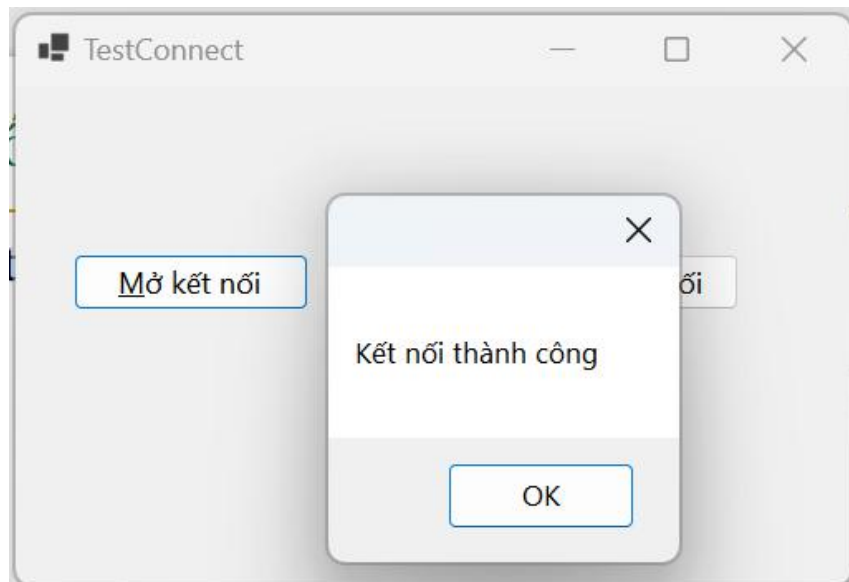 TestConnect
Mở kết nối
ối
Kết nối thành công
OK